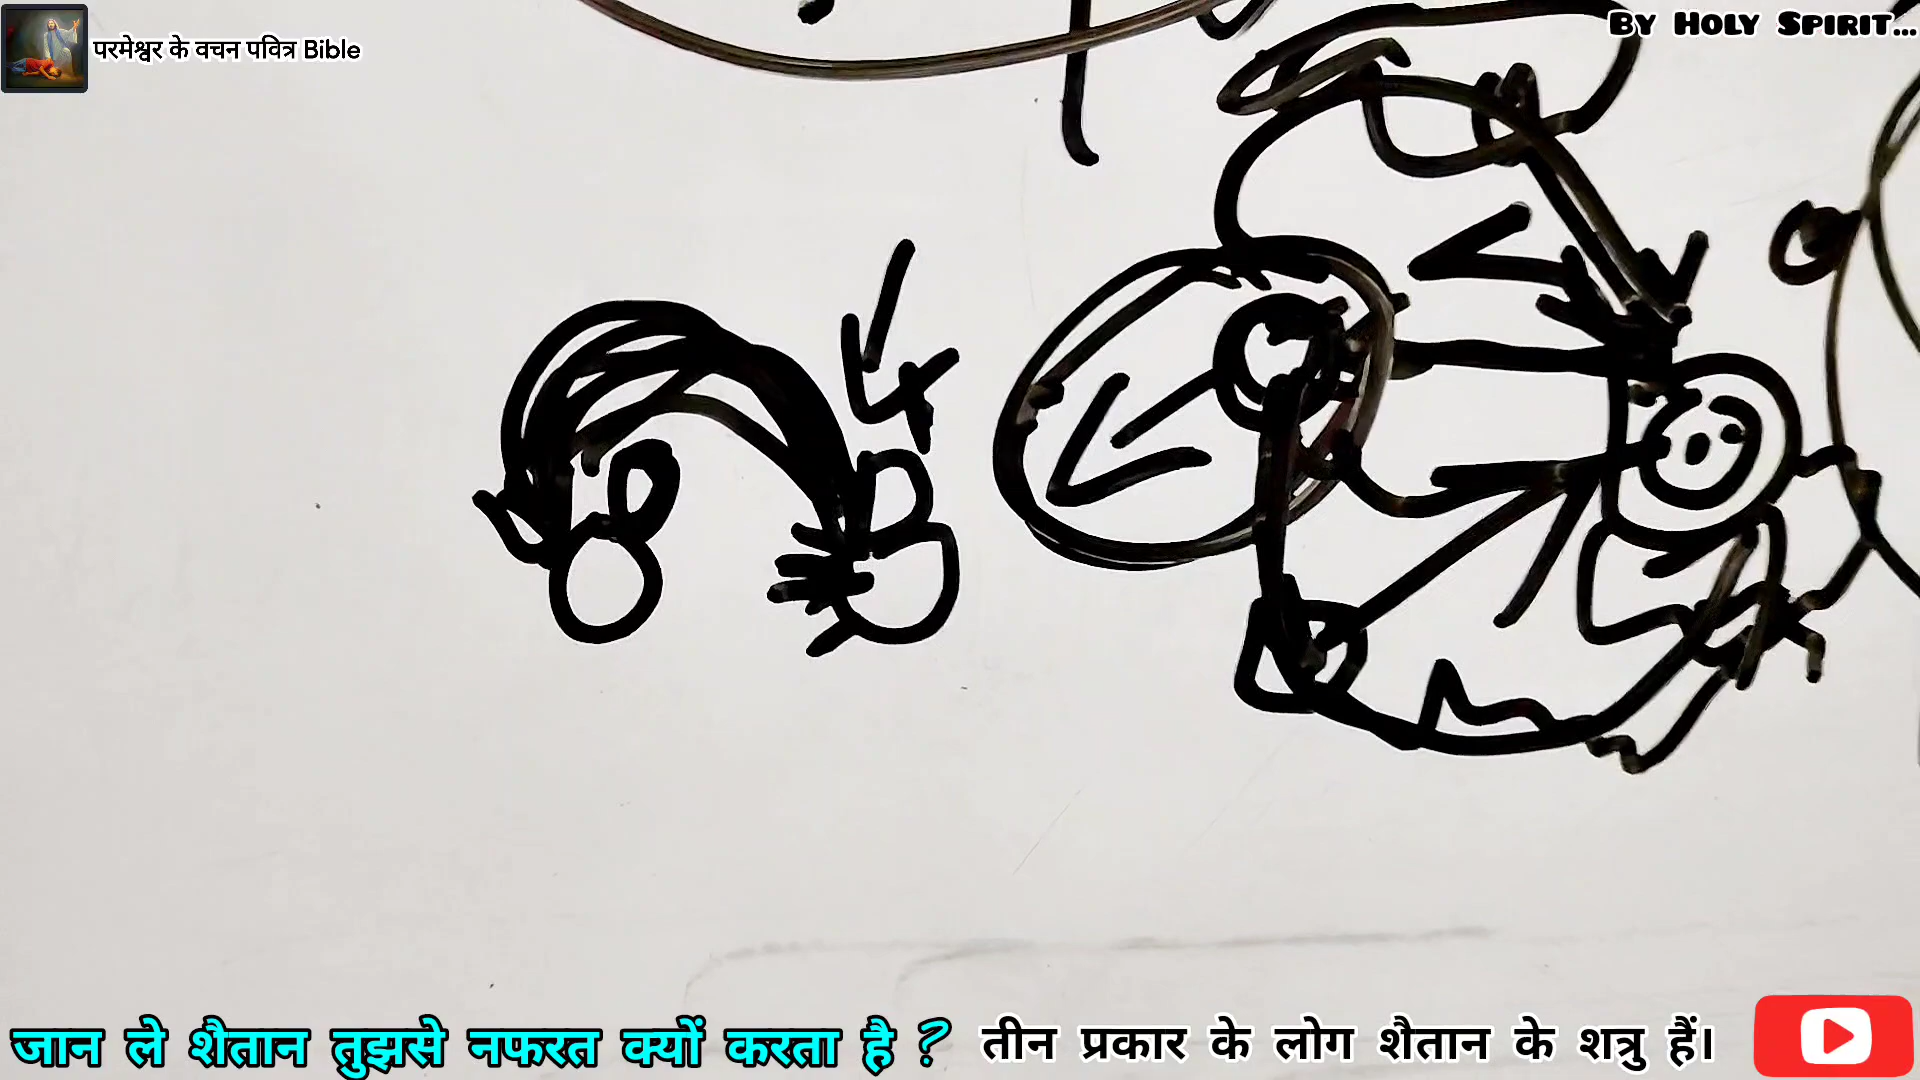 परमेश्वर के वचन पवित्र Bible
By Holy Spirit...
जान ले शैतान तुझसे नफरत क्यों करता है ? तीन प्रकार के लोग शैतान के शत्रु हैं।